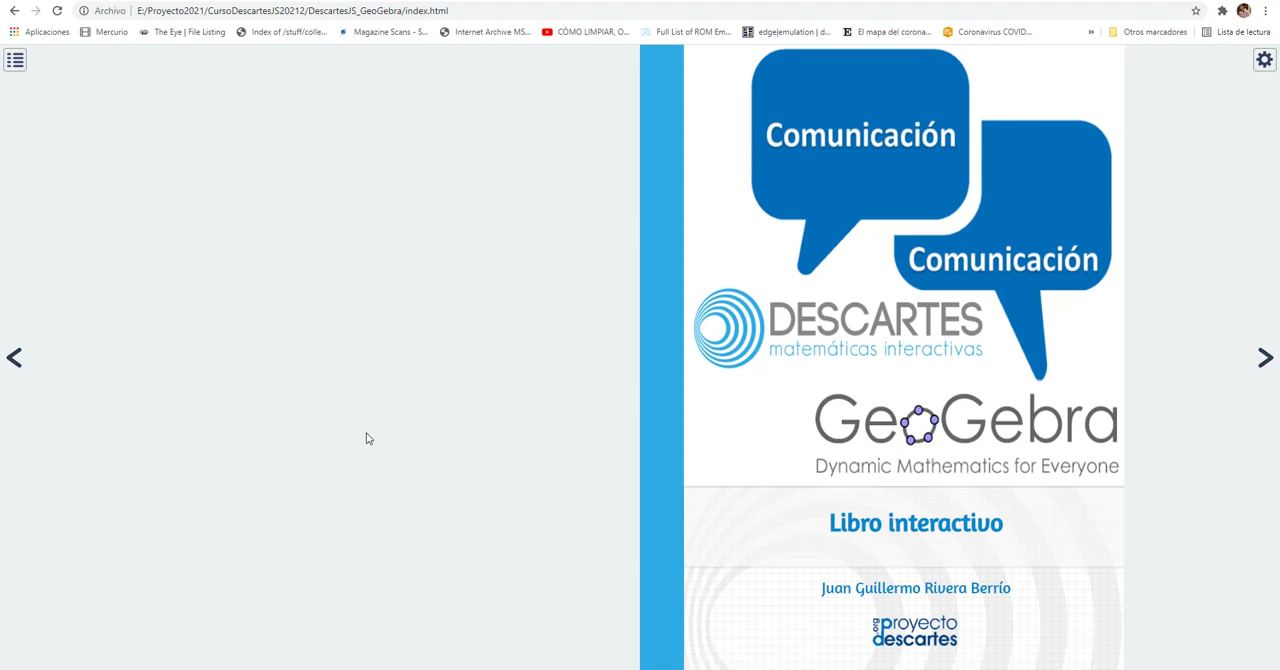 Archivo
E:/Proyecto2021/CursoDescartesJS20212/DescartesJS_GeoGebra/index.html
Aplicaciones
Mercurio
The Eye | File Listing
Index of /stuff/colle...
Magazine Scans - S...
Internet Archive MS...
CÓMO LIMPIAR, O...
Full List of ROM Em...
edge|emulation | d...
El mapa del corona...
Coronavirus COVID...
»
Otros marcadores
Lista de lectura
Comunicación
Comunicación
DESCARTES
matemáticas interactivas
GeoGebra
Dynamic Mathematics for Everyone
Libro interactivo
Juan Guillermo Rivera Berrío
proyecto
descartes
.org